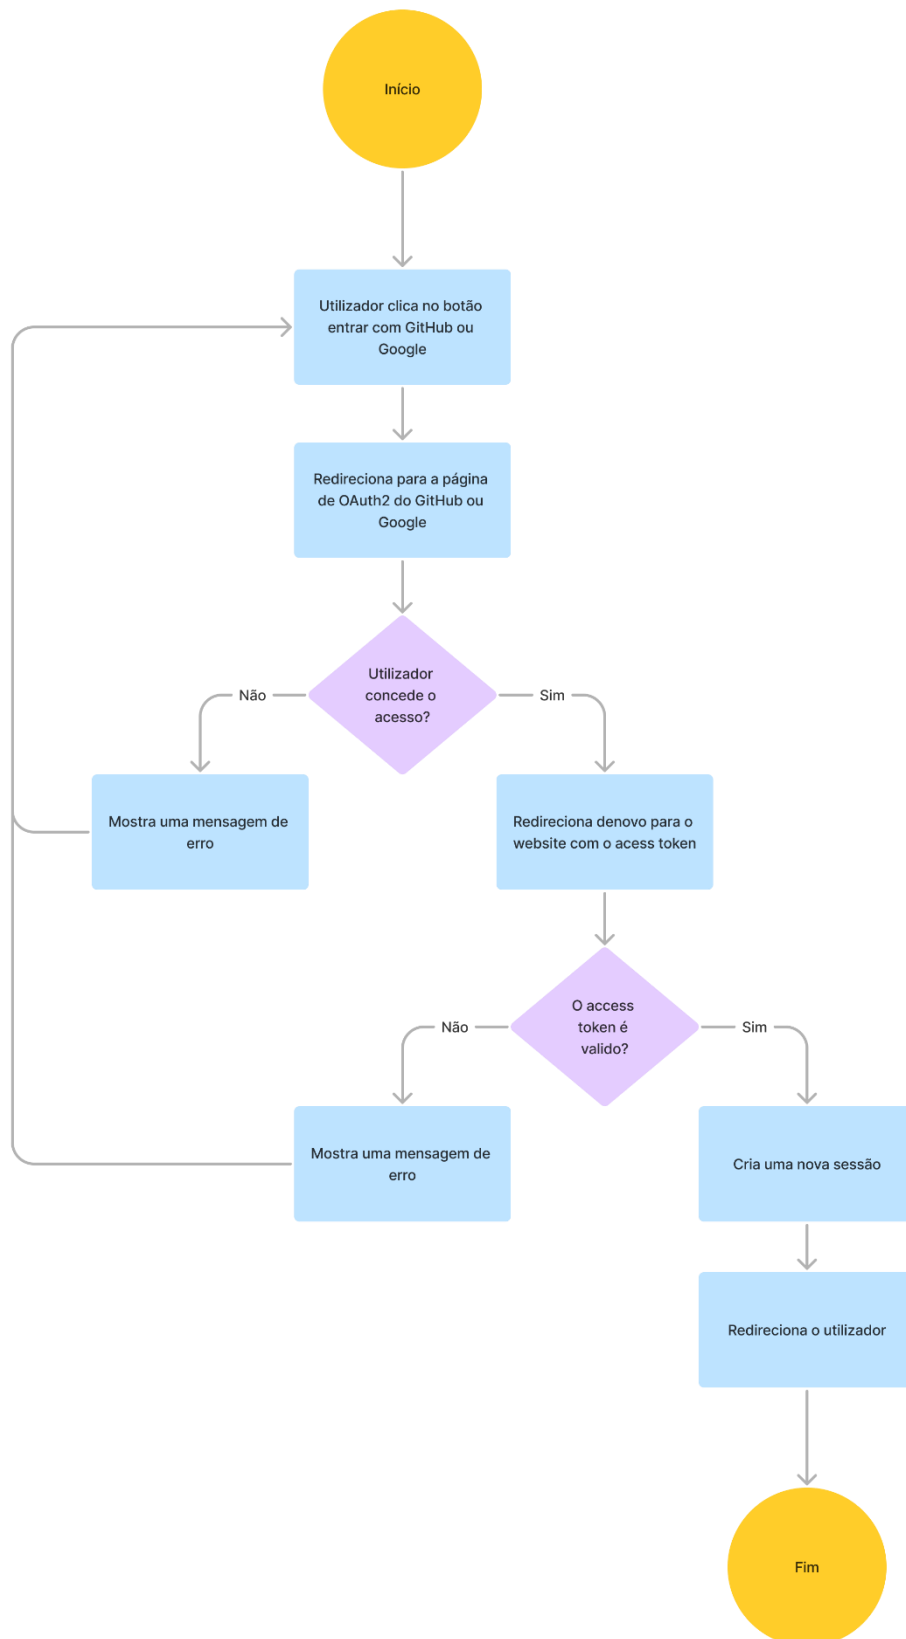 Início
Utilizador clica no botão
entrar com GitHub ou
Google
Redireciona para a página
de OAuth2 do GitHub ou
Google
Utilizador
concede o
acesso?
Não
Sim
Mostra uma mensagem de
erro
Redireciona denovo para o
website com o acess token
O access
token é
valido?
Não
Sim
Mostra uma mensagem de
erro
Cria uma nova sessão
Redireciona o utilizador
Fim